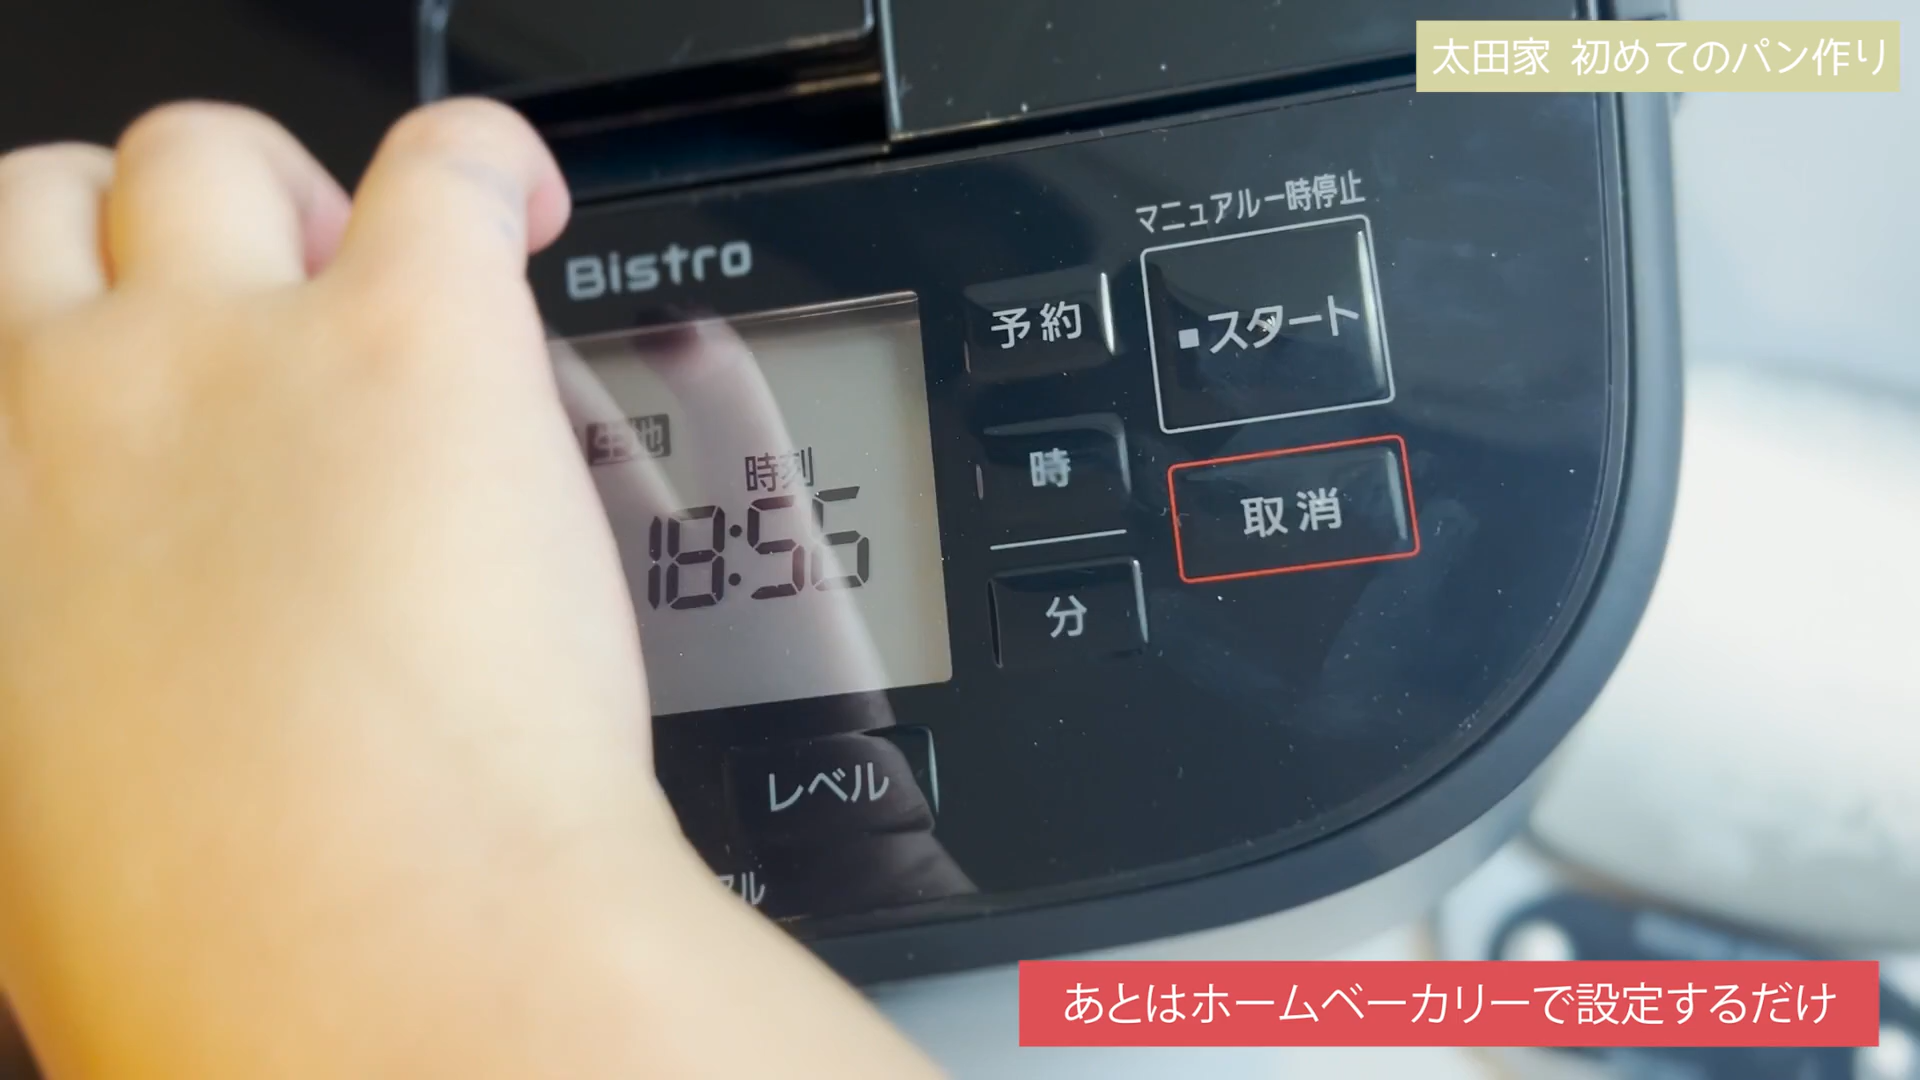 太田家 初めてのパン作り
マニュアル一時停止
Bistro
予約
■スタート
生地
時刻
時
18:56
取消
分
レベル
アル
あとはホームベーカリーで設定するだけ